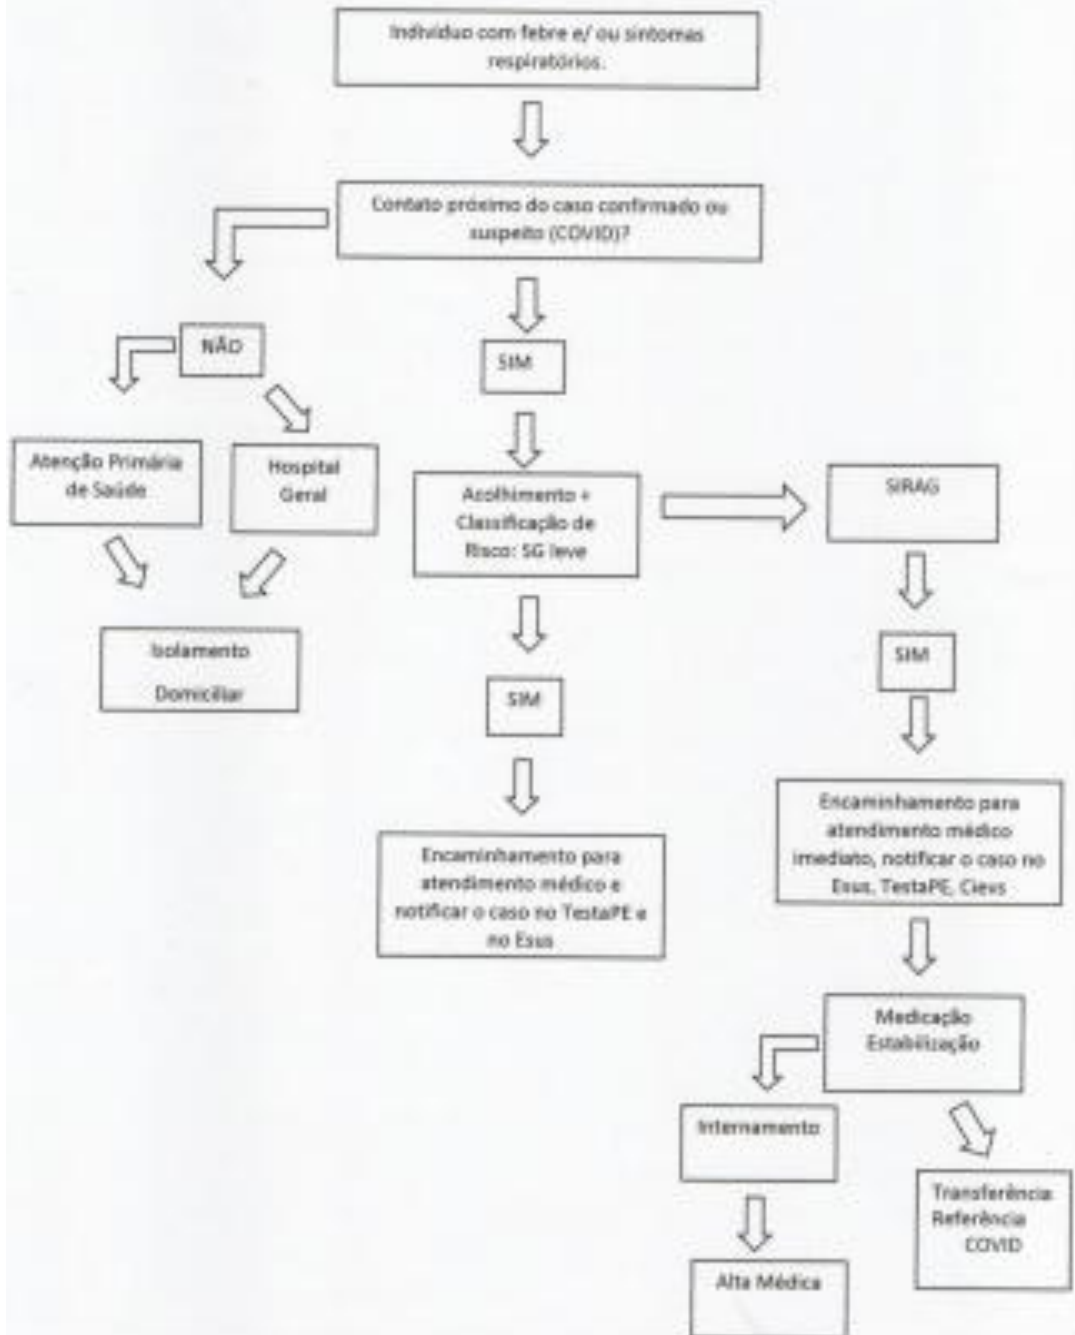 Indivíduo com febre e/ ou sintomas
respiratórios.
Contato próximo do caso confirmado ou
suspeito (COVID)?
NÃO
SIM
Atenção Primária
de Saúde
Hospital
Geral
Acolhimento +
Classificação de
Risco: SG leve
SIRAG
Isolamento
Domiciliar
SIM
SIM
Encaminhamento para
atendimento médico e
notificar o caso no TestaPE e
no Esus
Encaminhamento para
atendimento médico
imediato, notificar o caso no
Esus, TestaPE, Cievs
Medicação
Estabilização
Internamento
Transferência
Referência
COVID
Alta Médica